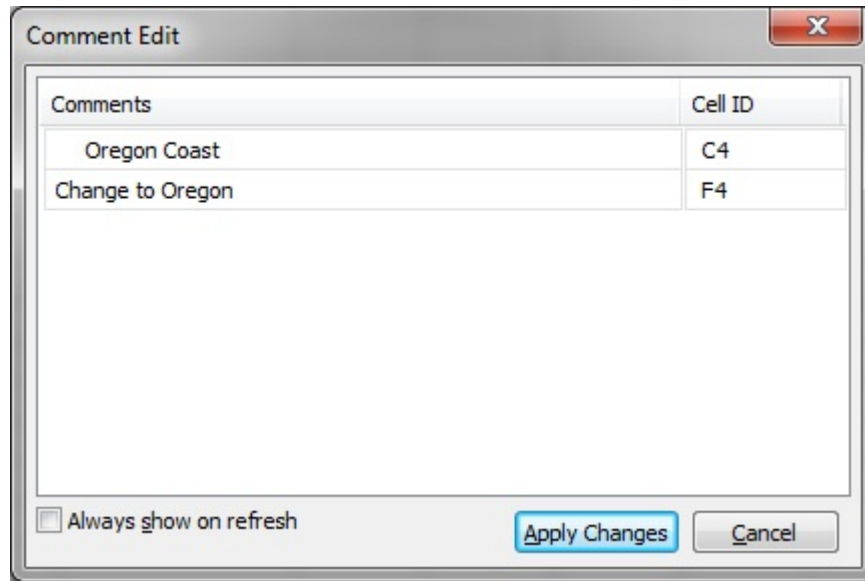 Comment Edit
Comments Cell ID
Oregon Coast C4
Change to Oregon F4
Always show on refresh Apply Changes Cancel